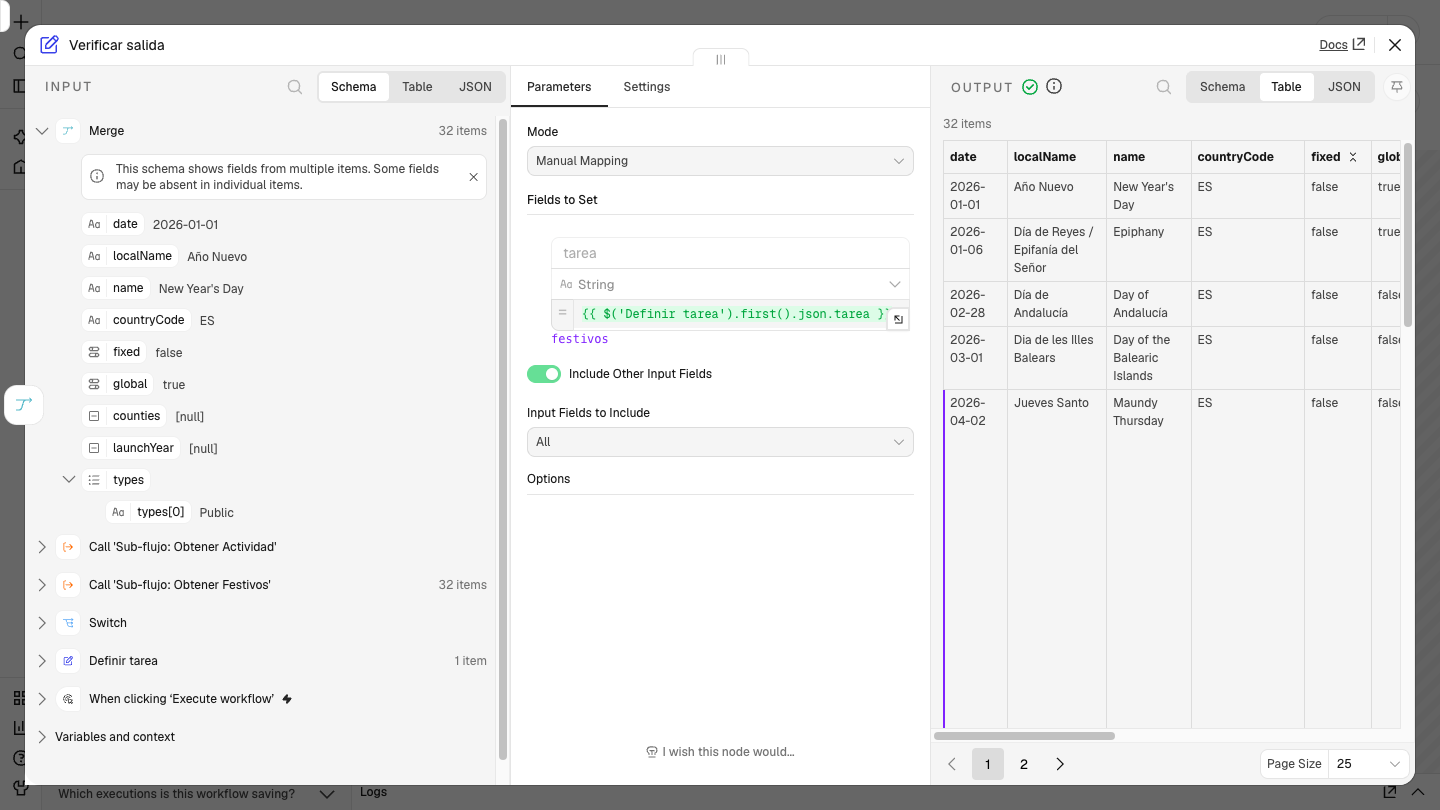 Verificar salida
Docs
INPUT
Schema
Table
JSON
Merge
32 items
This schema shows fields from multiple items. Some fields
may be absent in individual items.
Aa date 2026-01-01
Aa localName Año Nuevo
Aa name New Year's Day
Aa countryCode ES
fixed false
global true
counties [null]
launchYear [null]
types
Aa types[0] Public
Call 'Sub-flujo: Obtener Actividad'
Call 'Sub-flujo: Obtener Festivos'
32 items
Switch
Definir tarea
1 item
When clicking ‘Execute workflow’
Variables and context
Parameters
Settings
Mode
Manual Mapping
Fields to Set
tarea
Aa String
= {{ $('Definir tarea').first().json.tarea }}
festivos
Include Other Input Fields
Input Fields to Include
All
Options
I wish this node would...
OUTPUT
Schema
Table
JSON
32 items
date localName name countryCode fixed glob
2026-
01-01
Año Nuevo
New Year's
Day
ES
false
true
2026-
01-06
Día de Reyes /
Epifanía del
Señor
Epiphany
ES
false
true
2026-
02-28
Día de
Andalucía
Day of
Andalucía
ES
false
false
2026-
03-01
Dia de les Illes
Balears
Day of the
Balearic
Islands
ES
false
false
2026-
04-02
Jueves Santo
Maundy
Thursday
ES
false
false
1
2
Page Size
25
Which executions is this workflow saving?
Logs